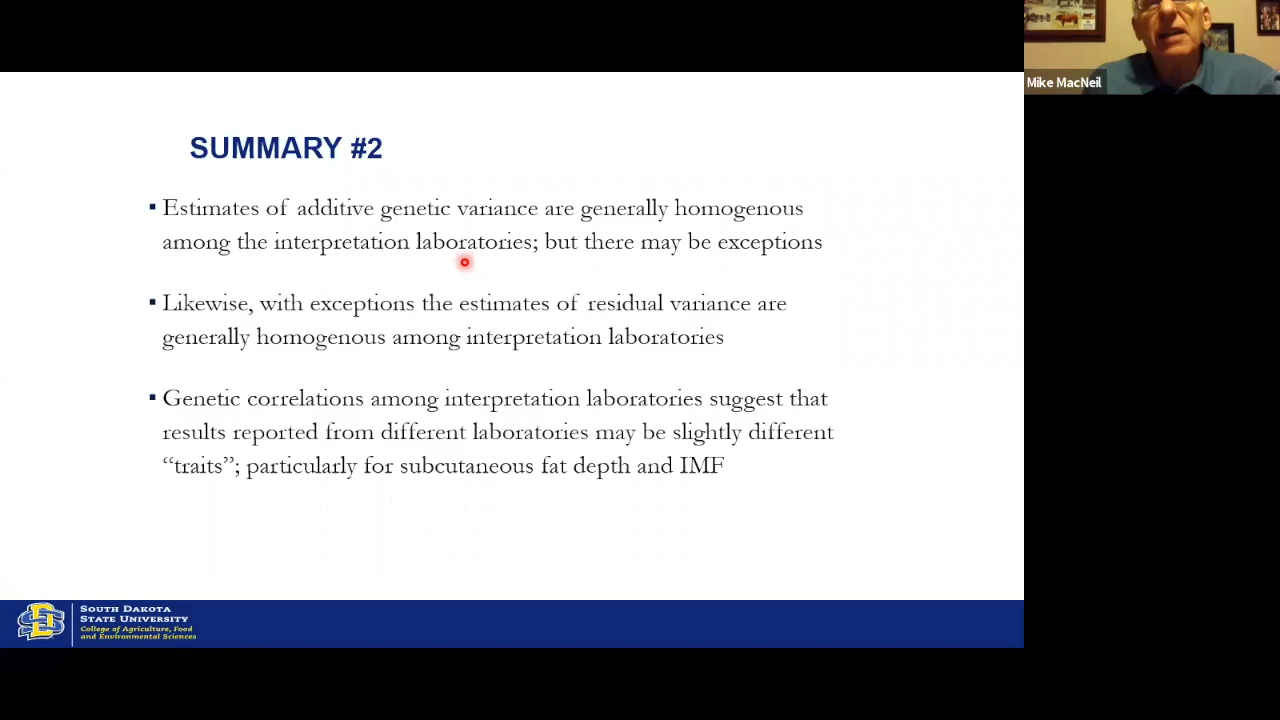 Mike MacNeil
SUMMARY #2
▪ Estimates of additive genetic variance are generally homogenous
among the interpretation laboratories; but there may be exceptions
▪ Likewise, with exceptions the estimates of residual variance are
generally homogenous among interpretation laboratories
▪ Genetic correlations among interpretation laboratories suggest that
results reported from different laboratories may be slightly different
“traits”; particularly for subcutaneous fat depth and IMF
SOUTH DAKOTA
STATE UNIVERSITY
College of Agriculture, Food
and Environmental Sciences